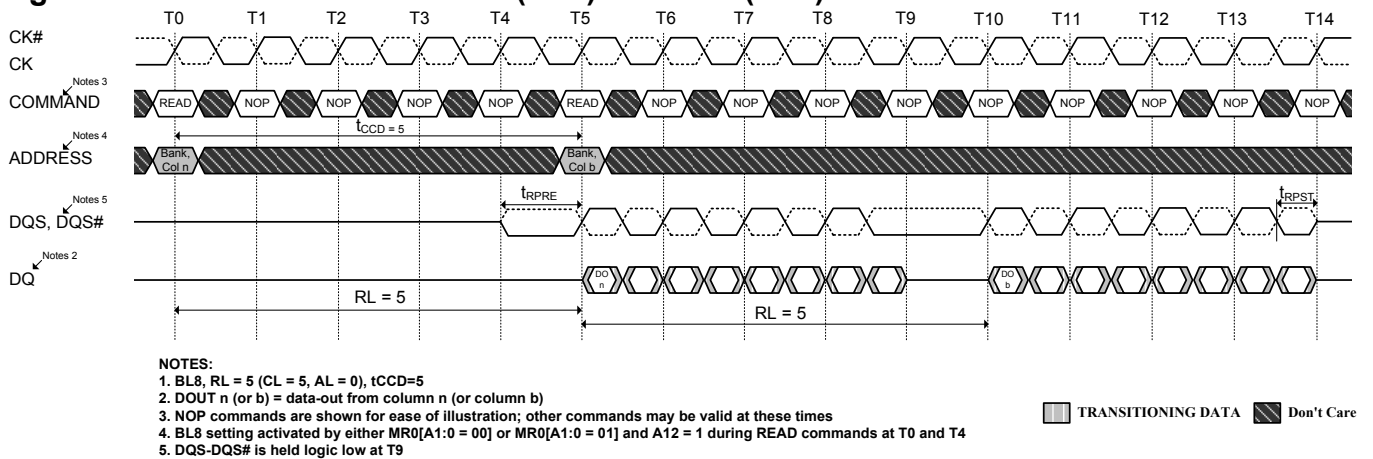 T0 T1 T2 T3 T4 T5 T6 T7 T8 T9 T10 T11 T12 T13 T14
CK#
CK
Notes 3
COMMAND
READ NOP NOP NOP NOP READ NOP NOP NOP NOP NOP NOP NOP NOP NOP
tCCD = 5
Notes 4
ADDRESS
Bank, Col n
Bank, Col b
tRPRE
tRPST
Notes 5
DQS, DQS#
Notes 2
DQ
DO n
DO b
RL = 5
RL = 5
NOTES:
1. BL8, RL = 5 (CL = 5, AL = 0), tCCD=5
2. DOUT n (or b) = data-out from column n (or column b)
3. NOP commands are shown for ease of illustration; other commands may be valid at these times
4. BL8 setting activated by either MR0[A1:0 = 00] or MR0[A1:0 = 01] and A12 = 1 during READ commands at T0 and T4
5. DQS-DQS# is held logic low at T9
TRANSITIONING DATA
Don't Care